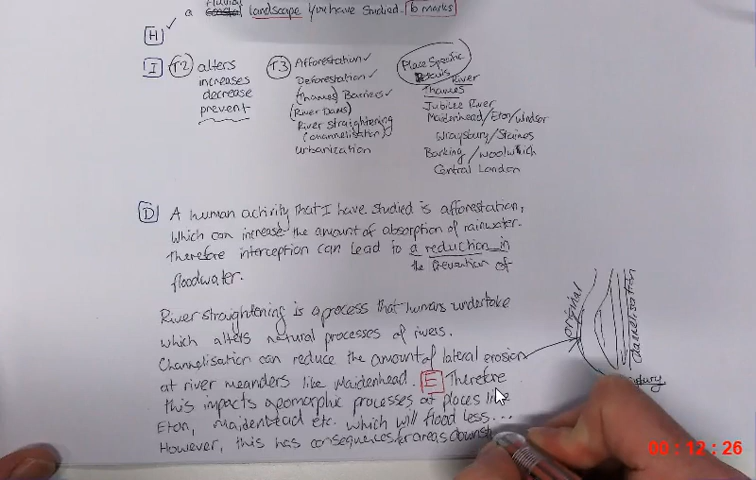 fluvial
a coastal landscape you have studied. 6 marks
H
I T2 alters
increases
decrease
prevent
T3 Afforestation
Deforestation
(Thames) Barriers
(River Dams)
River straightening
(channelisation)
urbanization
Place Specific
Details River
Thames
Jubilee River
Maidenhead/Eton/Windsor
Wraysbury/Staines
Barking/Woolwich
Central London
D A human activity that I have studied is afforestation,
which can increase the amount of absorption of rainwater.
Therefore interception can lead to a reduction in
the prevention of
floodwater.
River straightening is a process that humans undertake
which alters natural processes of rivers.
Channelisation can reduce the amount of lateral erosion
at river meanders like Maidenhead. E Therefore
this impacts geomorphic processes at places like
Eton, Maidenhead etc. which will flood less...
However, this has consequences for areas downst
original
channelisation
00:12:26